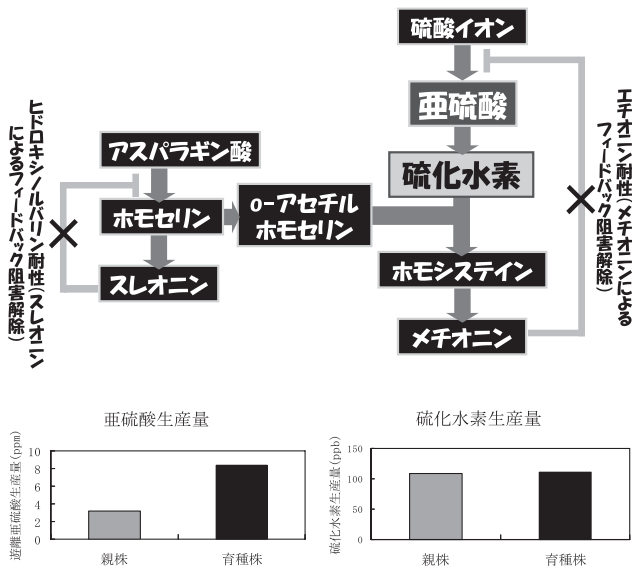 硫酸イオン
亜硫酸
硫化水素
アスパラギン酸
ホモセリン
スレオニン
o-アセチル
ホモセリン
ホモシステイン
メチオニン
ヒドロキシノルバリン耐性(スレオニン
によるフィードバック阻害解除)
エチオニン耐性(メチオニンによる
フィードバック阻害解除)
亜硫酸生産量
遊離亜硫酸生産量(ppm)
10
8
6
4
2
0
親株
育種株
硫化水素生産量
硫化水素生産量(ppb)
150
100
50
0
親株
育種株